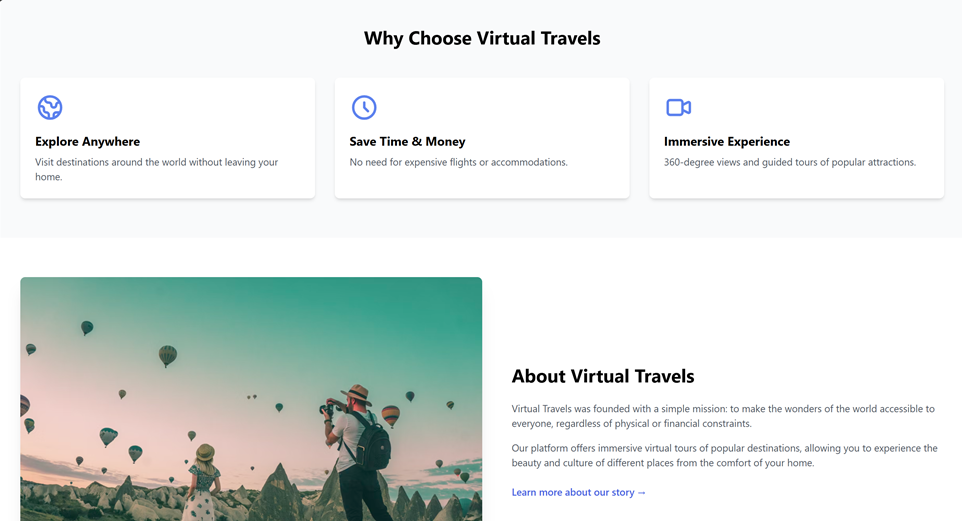 Why Choose Virtual Travels
Explore Anywhere
Visit destinations around the world without leaving your
home.
Save Time & Money
No need for expensive flights or accommodations.
Immersive Experience
360-degree views and guided tours of popular attractions.
About Virtual Travels
Virtual Travels was founded with a simple mission: to make the wonders of the world accessible to
everyone, regardless of physical or financial constraints.
Our platform offers immersive virtual tours of popular destinations, allowing you to experience the
beauty and culture of different places from the comfort of your home.
Learn more about our story →